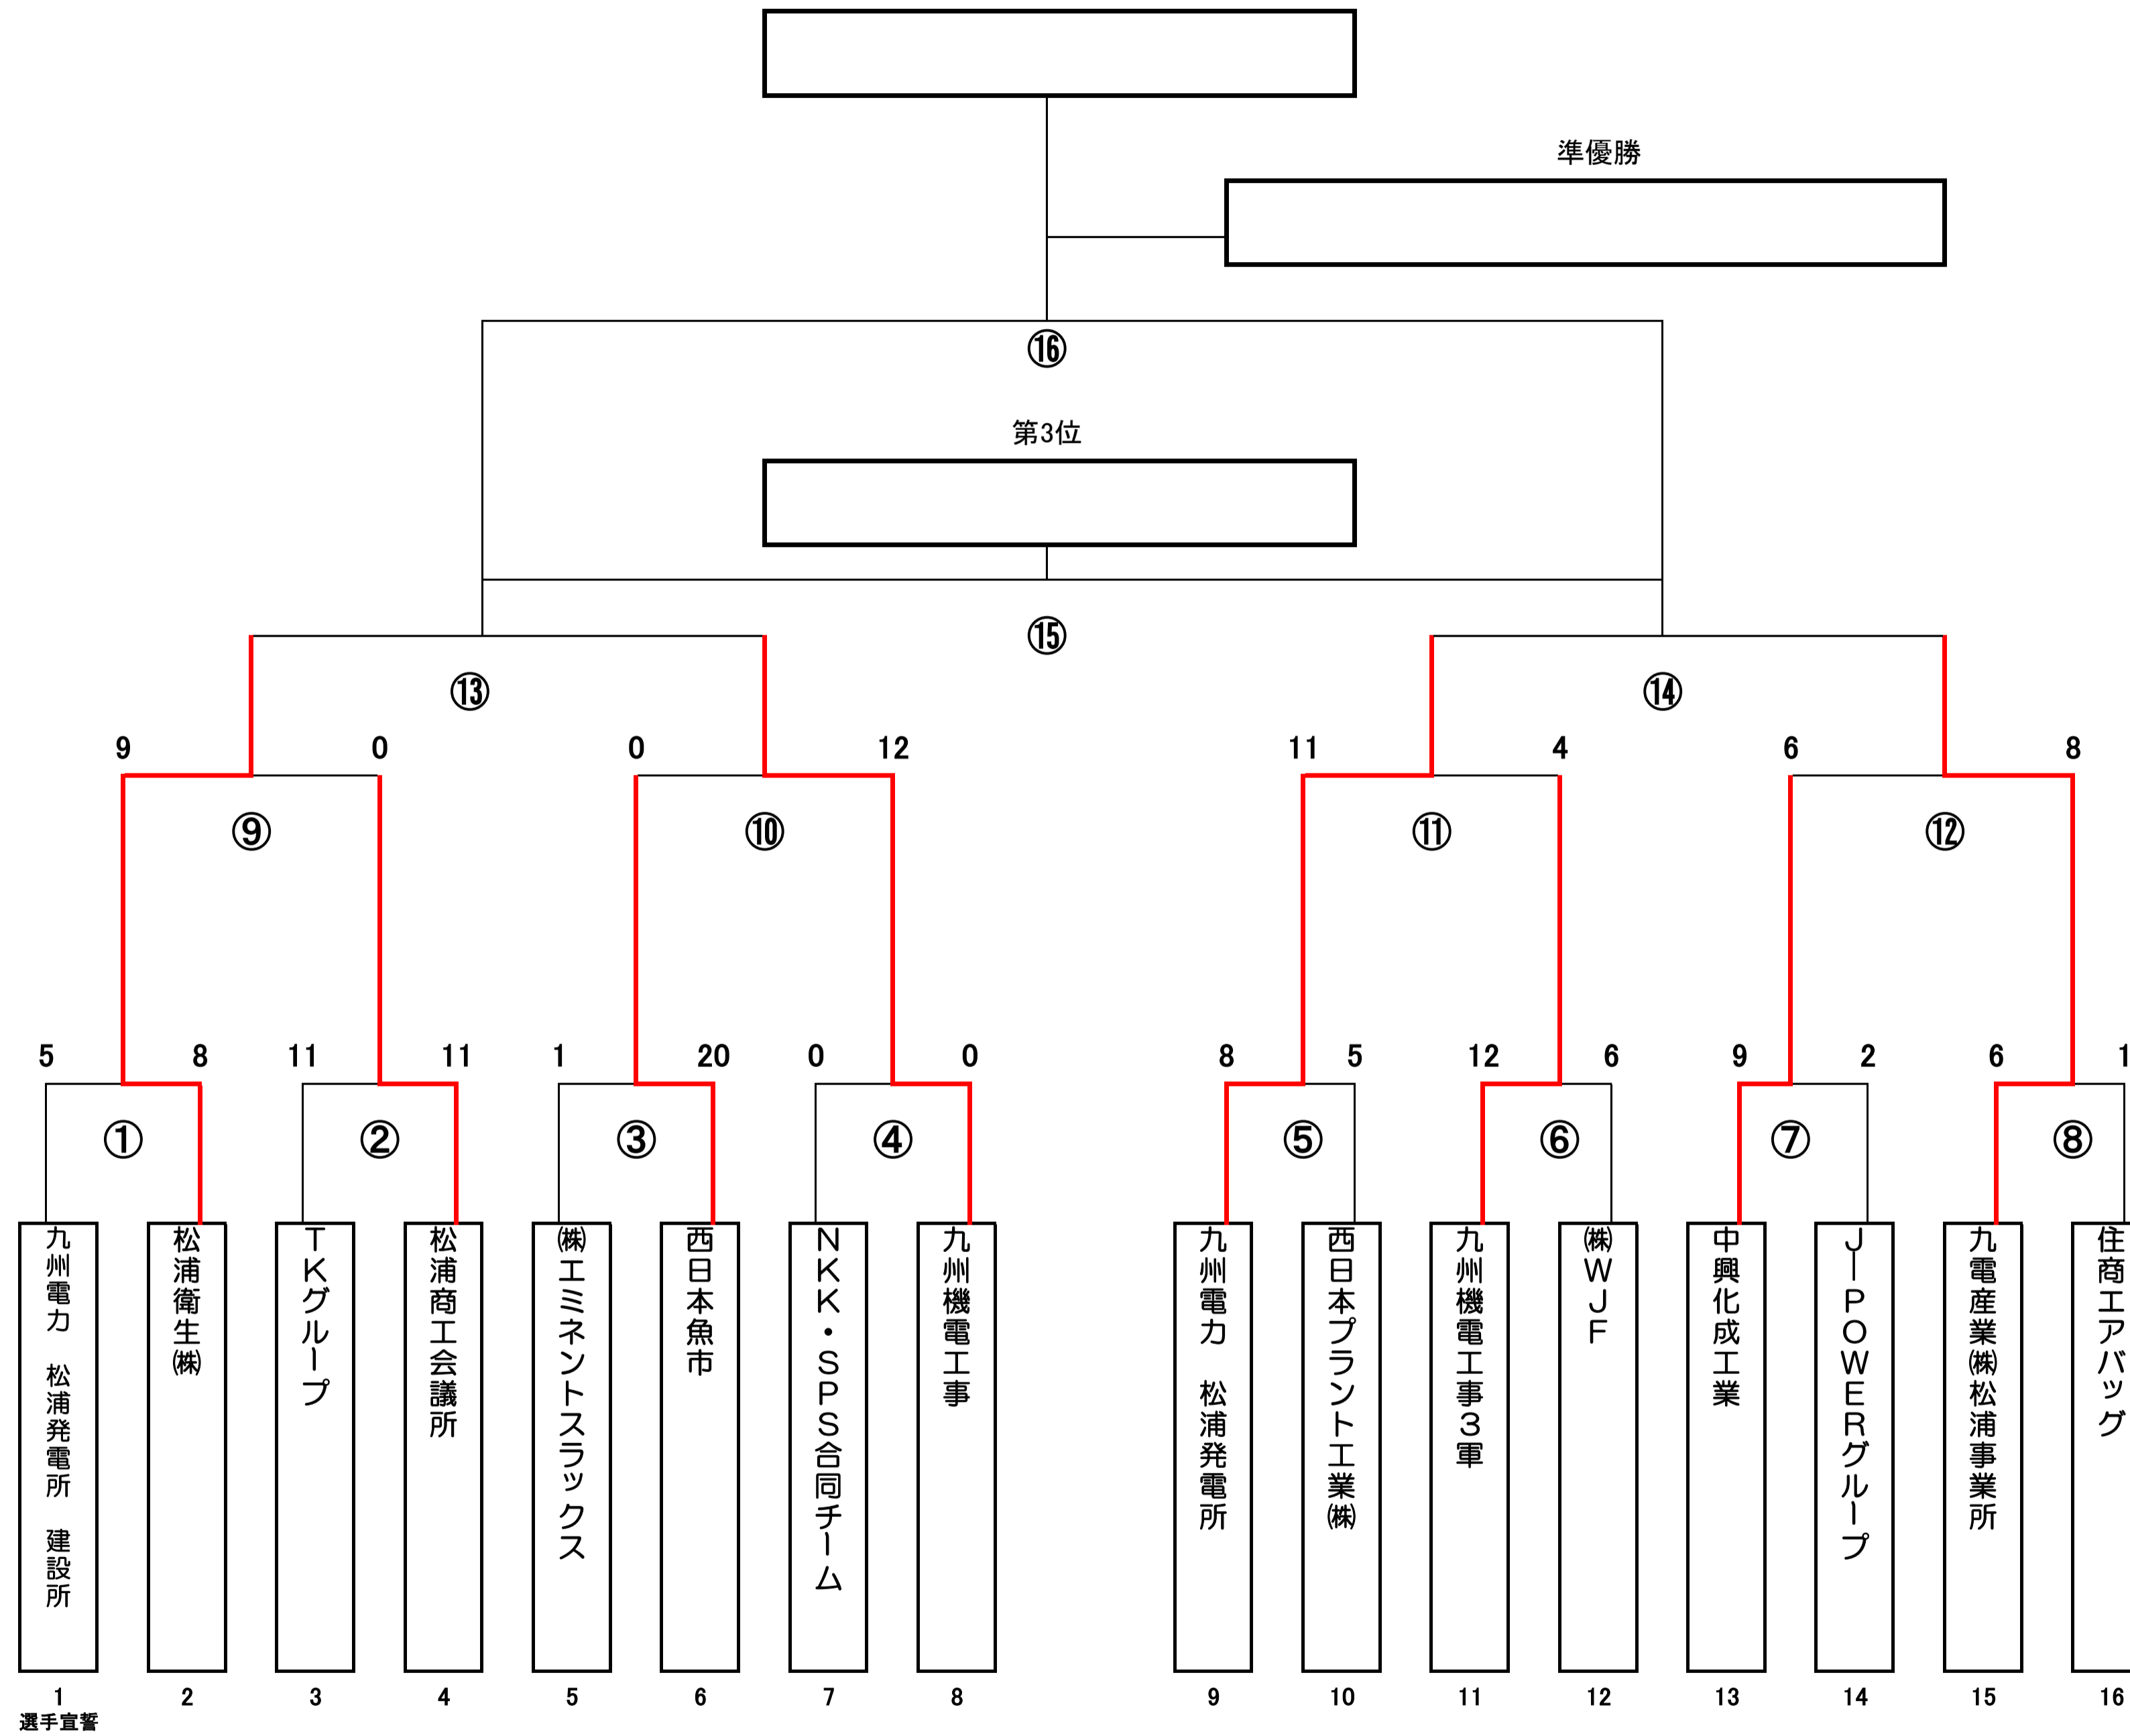 準優勝
⑯
第3位
⑮
⑬ ⑭
9 0 0 12 11 4 6 8
⑨ ⑩ ⑪ ⑫
5 8 11 11 1 20 0 0 8 5 12 6 9 2 6 1
① ② ③ ④ ⑤ ⑥ ⑦ ⑧
九州電力 松浦発電所 建設所
松浦衛生㈱
TKグループ
松浦商工会議所
㈱エミネントスラックス
西日本魚市
NKK・SPS合同チーム
九州機電工事
九州電力 松浦発電所
西日本プラント工業㈱
九州機電工事3軍
㈱WJF
中興化成工業
J―POWERグループ
九電産業㈱松浦事業所
住商エアバッグ
1 2 3 4 5 6 7 8 9 10 11 12 13 14 15 16
選手宣誓